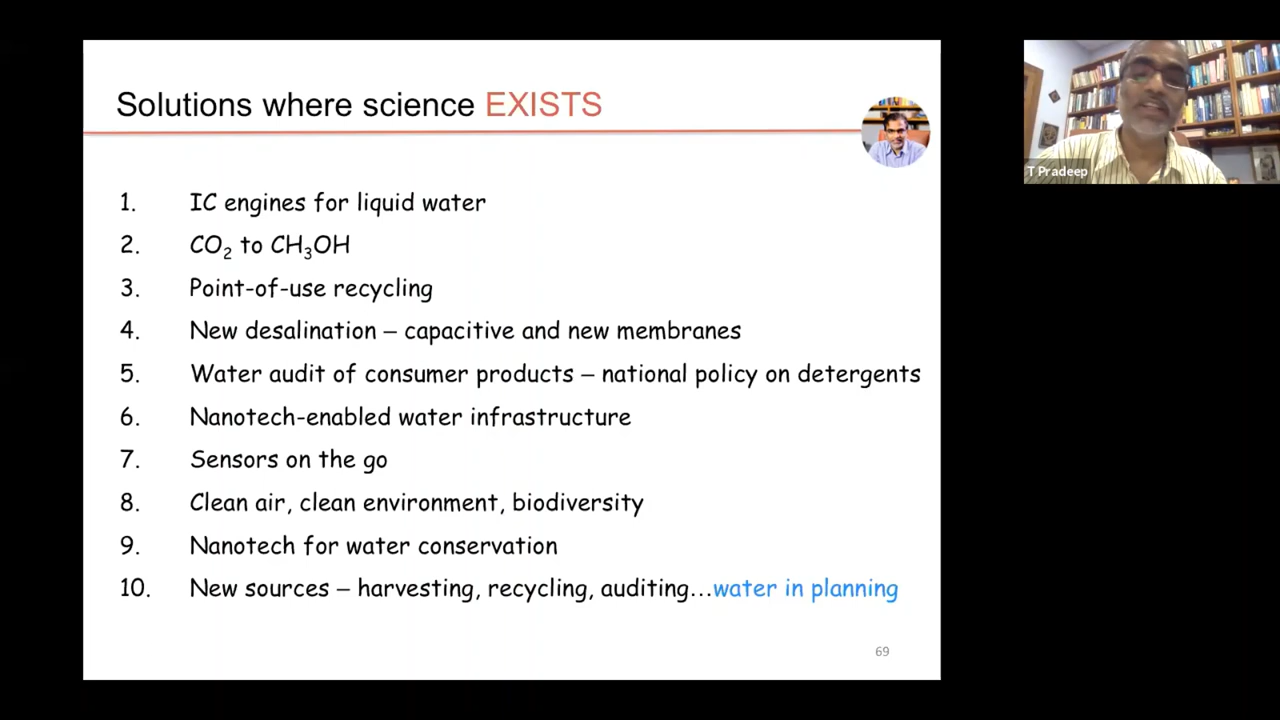 Solutions where science EXISTS
1. IC engines for liquid water
2. CO₂ to CH₃OH
3. Point-of-use recycling
4. New desalination – capacitive and new membranes
5. Water audit of consumer products – national policy on detergents
6. Nanotech-enabled water infrastructure
7. Sensors on the go
8. Clean air, clean environment, biodiversity
9. Nanotech for water conservation
10. New sources – harvesting, recycling, auditing...water in planning
69
T Pradeep